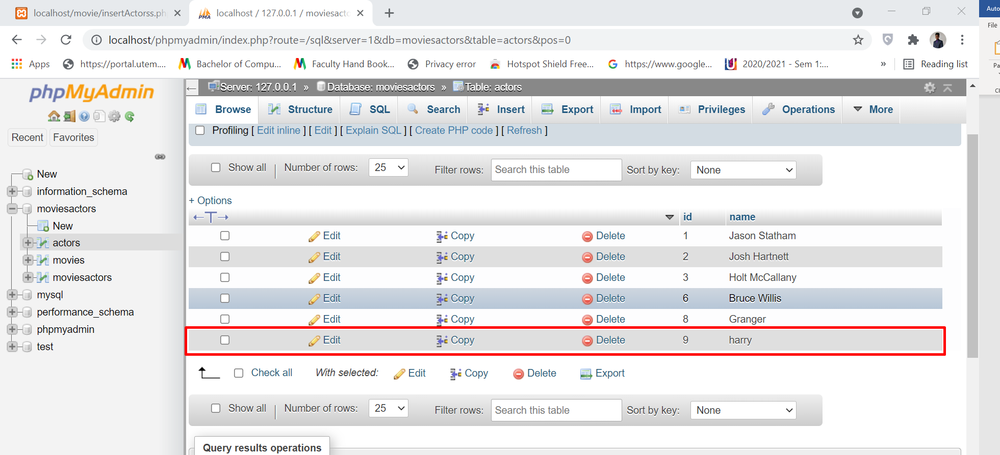 localhost/movie/insertActorss.ph
localhost / 127.0.0.1 / moviesacto
Auto
File
localhost/phpmyadmin/index.php?route=/sql&server=1&db=moviesactors&table=actors&pos=0
Apps
https://portal.utem....
Bachelor of Compu...
Faculty Hand Book...
Privacy error
Hotspot Shield Free...
https://www.google...
2020/2021 - Sem 1:...
»
Reading list
Pa
Cl
phpMyAdmin
Recent
Favorites
New
information_schema
moviesactors
New
actors
movies
moviesactors
mysql
performance_schema
phpmyadmin
test
Server: 127.0.0.1 » Database: moviesactors » Table: actors
Browse
Structure
SQL
Search
Insert
Export
Import
Privileges
Operations
More
Profiling [ Edit inline ] [ Edit ] [ Explain SQL ] [ Create PHP code ] [ Refresh ]
Show all
Number of rows:
25
Filter rows:
Search this table
Sort by key:
None
+ Options
←T→
id
name
Edit Copy Delete 1 Jason Statham
Edit Copy Delete 2 Josh Hartnett
Edit Copy Delete 3 Holt McCallany
Edit Copy Delete 6 Bruce Willis
Edit Copy Delete 8 Granger
Edit Copy Delete 9 harry
Check all
With selected:
Edit
Copy
Delete
Export
Show all
Number of rows:
25
Filter rows:
Search this table
Sort by key:
None
Query results operations